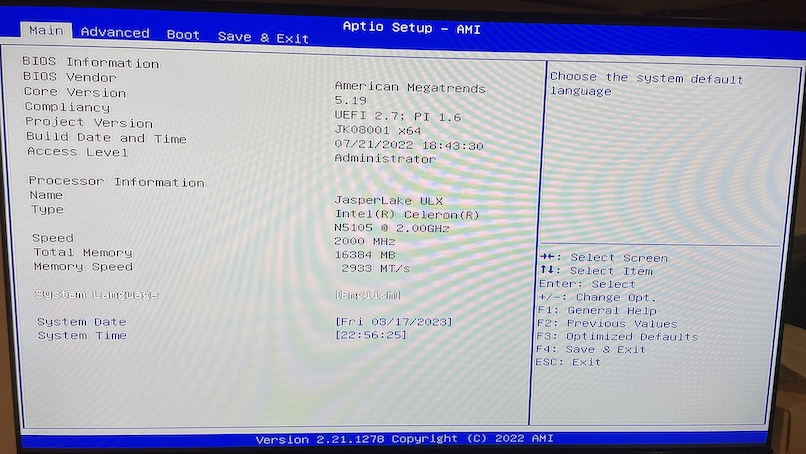 Aptio Setup – AMI
Main Advanced Boot Save & Exit
BIOS Information
BIOS Vendor American Megatrends
Core Version 5.19
Compliancy UEFI 2.7; PI 1.6
Project Version JK08001 x64
Build Date and Time 07/21/2022 18:43:30
Access Level Administrator
Processor Information
Name JasperLake ULX
Type Intel(R) Celeron(R)
N5105 @ 2.00GHz
Speed 2000 MHz
Total Memory 16384 MB
Memory Speed 2933 MT/s
System Language [English]
System Date [Fri 03/17/2023]
System Time [22:56:25]
Choose the system default
language
→←: Select Screen
↑↓: Select Item
Enter: Select
+/-: Change Opt.
F1: General Help
F2: Previous Values
F3: Optimized Defaults
F4: Save & Exit
ESC: Exit
Version 2.21.1278 Copyright (C) 2022 AMI